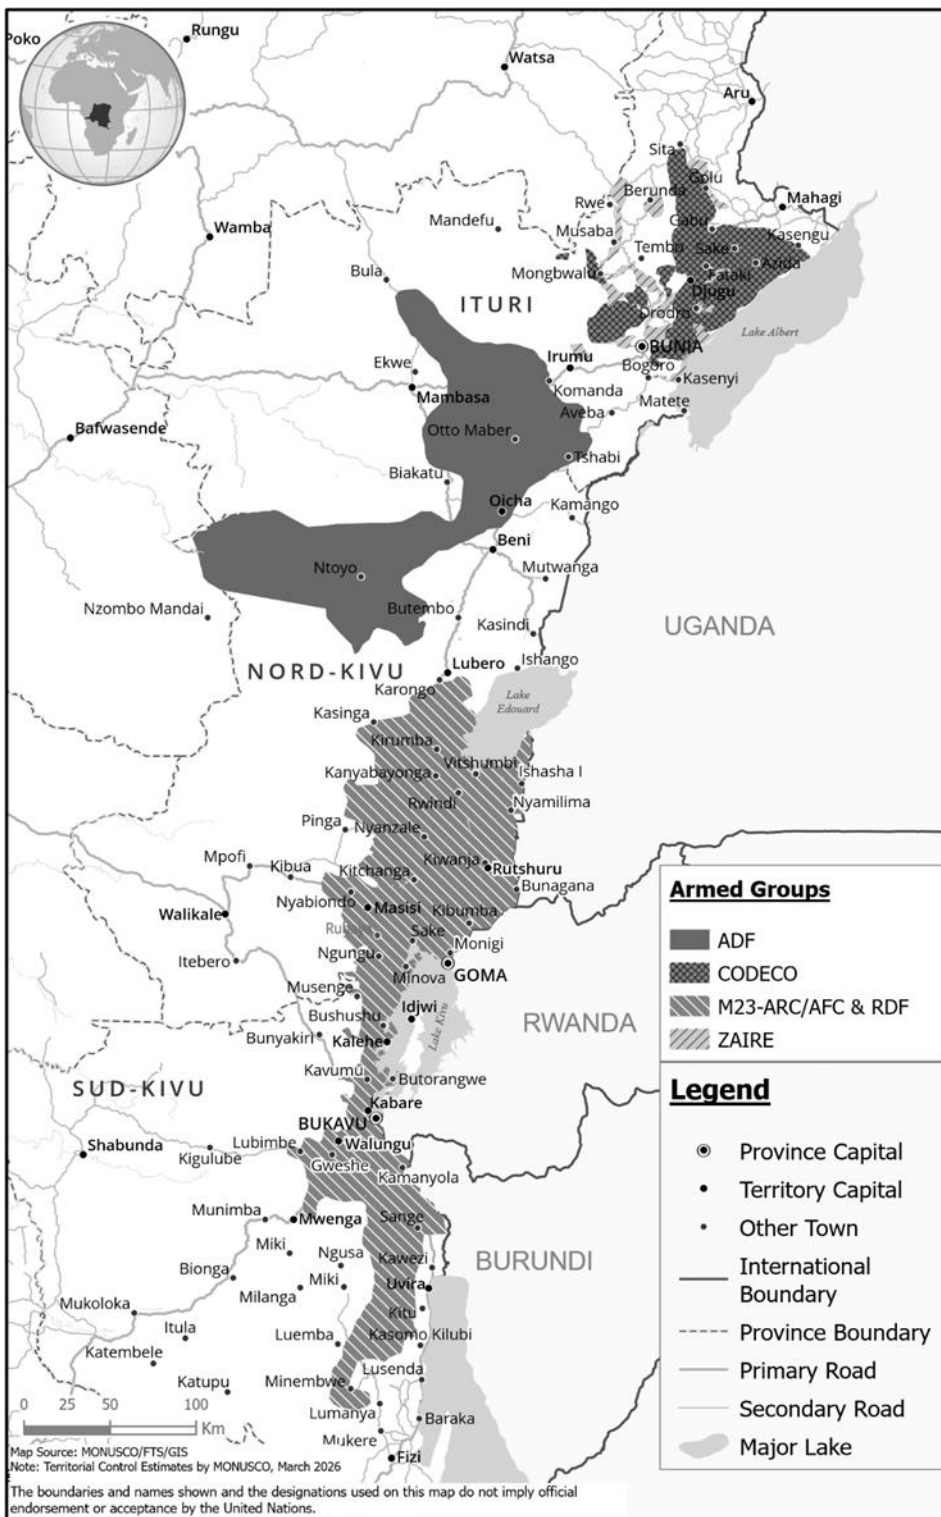 Poko
Rungu
Watsa
Aru
Sita
Golu
Berunda
Rwe
Mahagi
Wamba
Mandefu
Gabu
Musaba
Kasengu
Tembo
Sake
Azida
Bula
Mongbwalu
Fataki
Djugu
ITURI
Drodro
Lake Albert
BUNIA
Irumu
Ekwe
Bogoro
Kasenyi
Mambasa
Komanda
Matete
Aveba
Bafwasende
Otto Maber
Tshabi
Biakatu
Oicha
Kamango
Beni
Ntoyo
Mutwanga
Nzombo Mandai
Butembo
Kasindi
UGANDA
NORD-KIVU
Lubero
Ishango
Karongo
Lake
Edouard
Kasinga
Kirumba
Vitshumbi
Kanyabayonga
Ishasha I
Rwindi
Nyamilima
Pinga
Nyanzale
Mpofi
Kibua
Kiwanja
Rutshuru
Kitchanga
Bunagana
Nyabiondo
Masisi
Kibumba
Walikale
Sake
Ngungu
Monigi
Itebero
Minova
GOMA
Musenge
Idjwi
Bushushu
Lake Kivu
RWANDA
Bunyakiri
Kalehe
Kavumu
Butorangwe
SUD-KIVU
Kabare
BUKAVU
Shabunda
Lubimbe
Walungu
Kigulube
Gweshe
Kamanyola
Munimba
Mwenga
Sange
Miki
Ngusa
Kawezi
BURUNDI
Bionga
Miki
Uvira
Milanga
Mukoloka
Kitu
Itula
Luemba
Kasomo Kilubi
Katembele
Lusenda
Katupu
Minembwe
Lumanya
Baraka
Mukere
Fizi
Armed Groups
ADF
CODECO
M23-ARC/AFC & RDF
ZAIRE
Legend
Province Capital
Territory Capital
Other Town
International
Boundary
Province Boundary
Primary Road
Secondary Road
Major Lake
0 25 50 100
Km
Map Source: MONUSCO/FTS/GIS
Note: Territorial Control Estimates by MONUSCO, March 2026
The boundaries and names shown and the designations used on this map do not imply official
endorsement or acceptance by the United Nations.